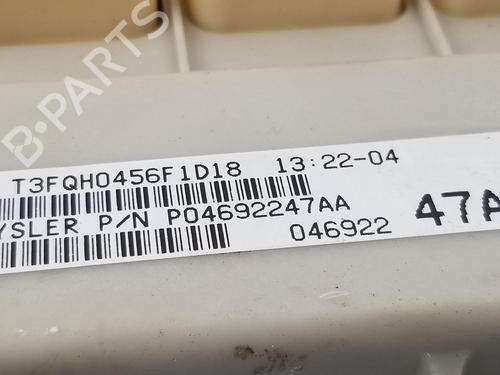 B-PARTS
T3FQH0456F1D18 13:22-04
YSLER P/N P04692247AA
046922 47A